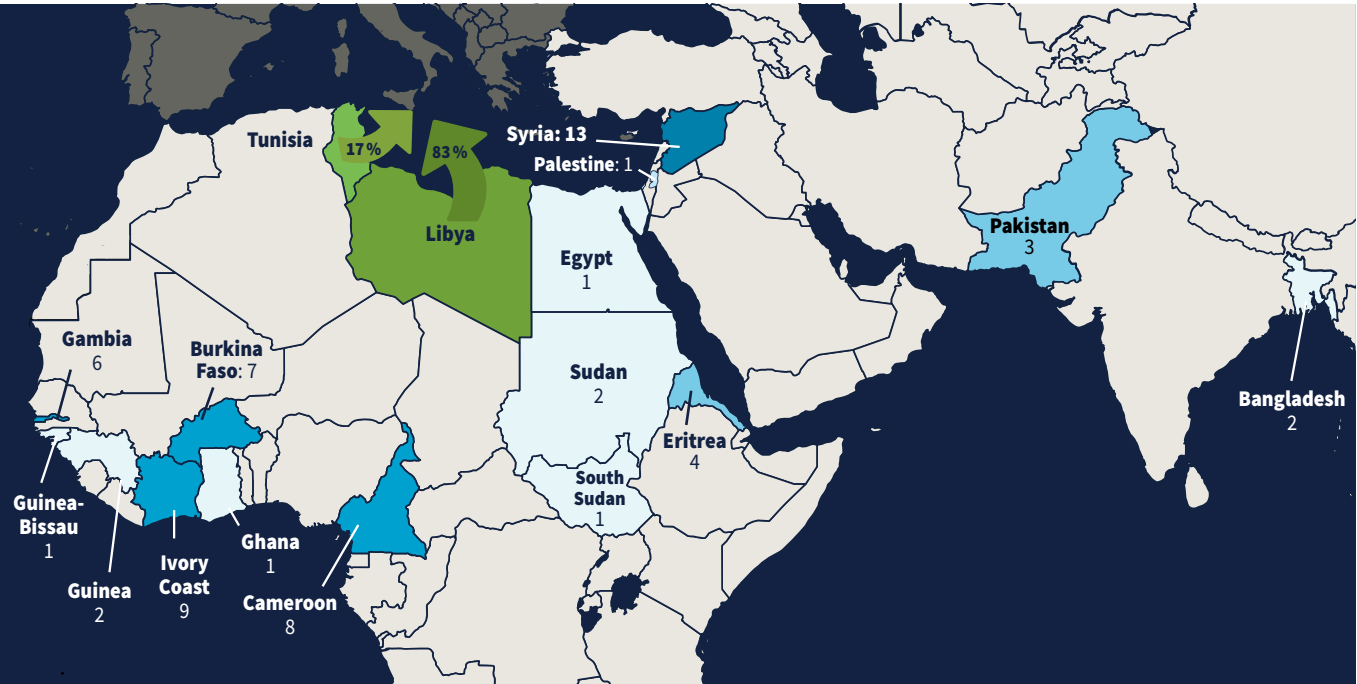 Tunisia
17%
83%
Libya
Syria: 13
Palestine: 1
Egypt
1
Pakistan
3
Gambia
6
Burkina
Faso: 7
Sudan
2
Eritrea
4
Bangladesh
2
South
Sudan
1
Guinea-
Bissau
1
Guinea
2
Ivory
Coast
9
Ghana
1
Cameroon
8